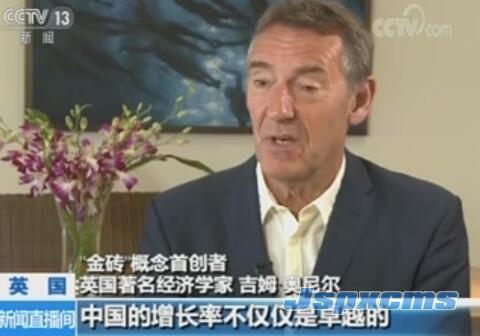 CCTV 13
新闻
CCTV.com
"金砖"概念首创者
英国著名经济学家 吉姆 奥尼尔
英国
新闻直播间
中国的增长率不仅仅是卓越的
Jspxcms